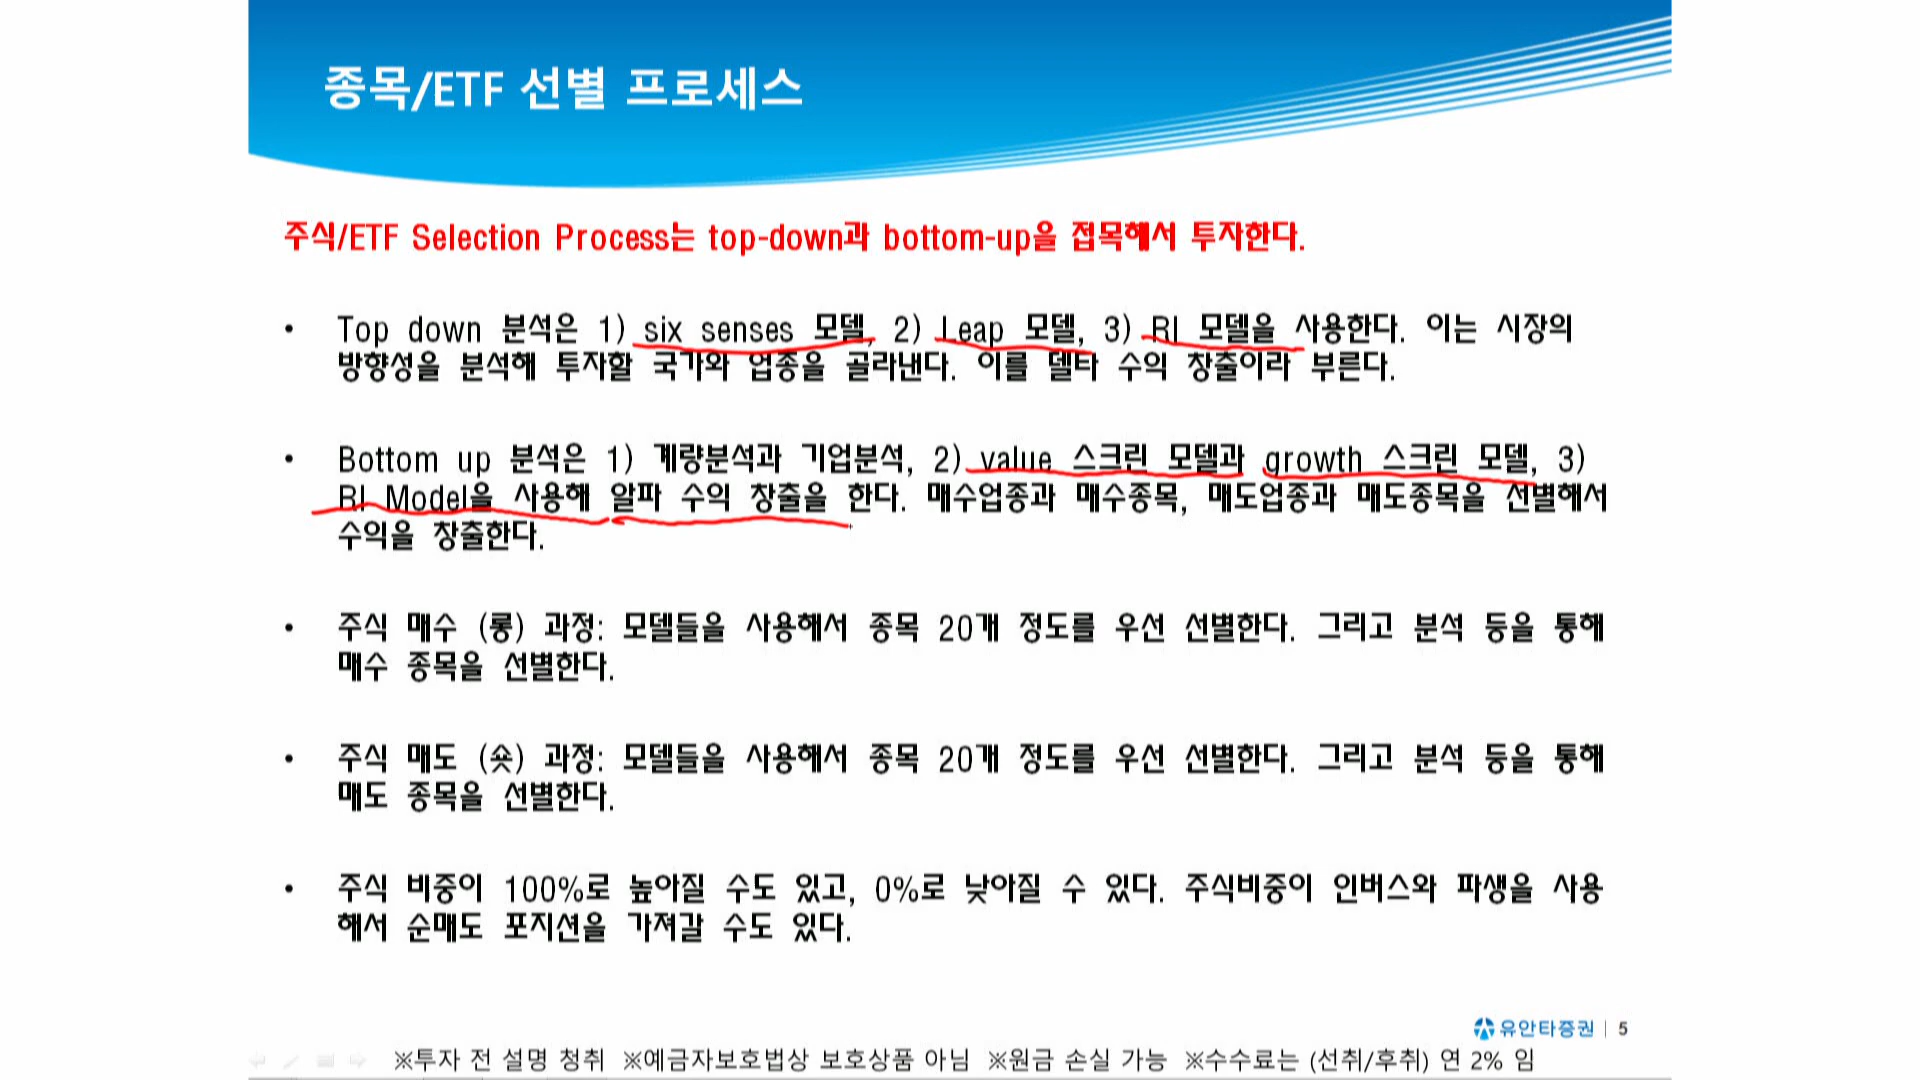 종목/ETF 선별 프로세스
주식/ETF Selection Process는 top-down과 bottom-up을 접목해서 투자한다.
• Top down 분석은 1) six senses 모델, 2) Leap 모델, 3) RI 모델을 사용한다. 이는 시장의
방향성을 분석해 투자할 국가와 업종을 골라낸다. 이를 델타 수익 창출이라 부른다.
• Bottom up 분석은 1) 계량분석과 기업분석, 2) value 스크린 모델과 growth 스크린 모델, 3)
RI Model을 사용해 알파 수익 창출을 한다. 매수업종과 매수종목, 매도업종과 매도종목을 선별해서
수익을 창출한다.
• 주식 매수 (롱) 과정: 모델들을 사용해서 종목 20개 정도를 우선 선별한다. 그리고 분석 등을 통해
매수 종목을 선별한다.
• 주식 매도 (숏) 과정: 모델들을 사용해서 종목 20개 정도를 우선 선별한다. 그리고 분석 등을 통해
매도 종목을 선별한다.
• 주식 비중이 100%로 높아질 수도 있고, 0%로 낮아질 수 있다. 주식비중이 인버스와 파생을 사용
해서 순매도 포지션을 가져갈 수도 있다.
유안타증권 | 5
※투자 전 설명 청취 ※예금자보호법상 보호상품 아님 ※원금 손실 가능 ※수수료는 (선취/후취) 연 2% 임